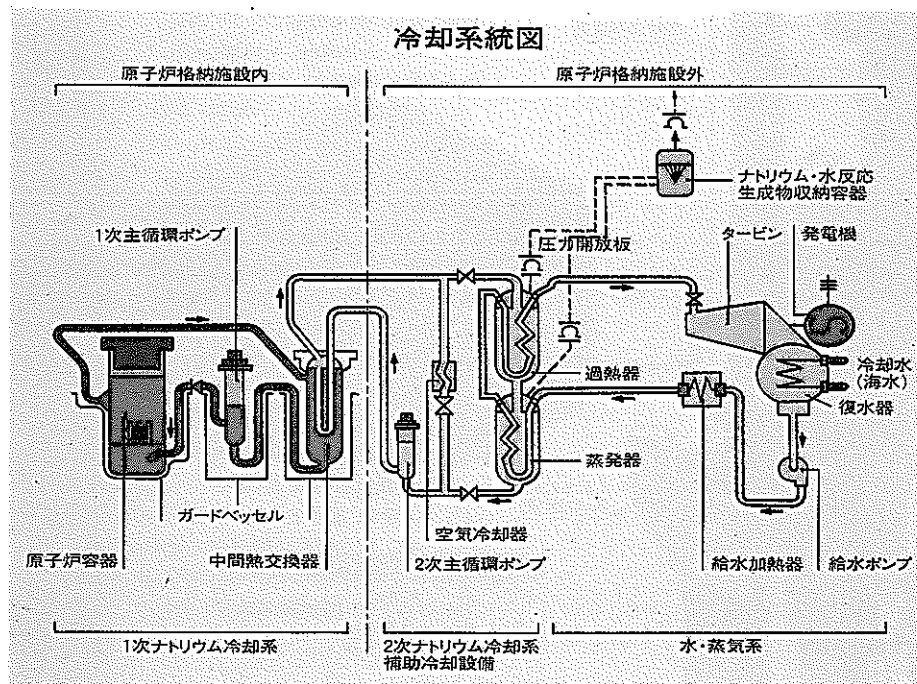 冷却系統図
原子炉格納施設内
原子炉格納施設外
ナトリウム・水反応
生成物収納容器
1次主循環ポンプ
圧力開放板
タービン
発電機
過熱器
冷却水
(海水)
復水器
蒸発器
ガードベッセル
空気冷却器
原子炉容器
中間熱交換器
2次主循環ポンプ
給水加熱器
給水ポンプ
1次ナトリウム冷却系
2次ナトリウム冷却系
補助冷却設備
水・蒸気系